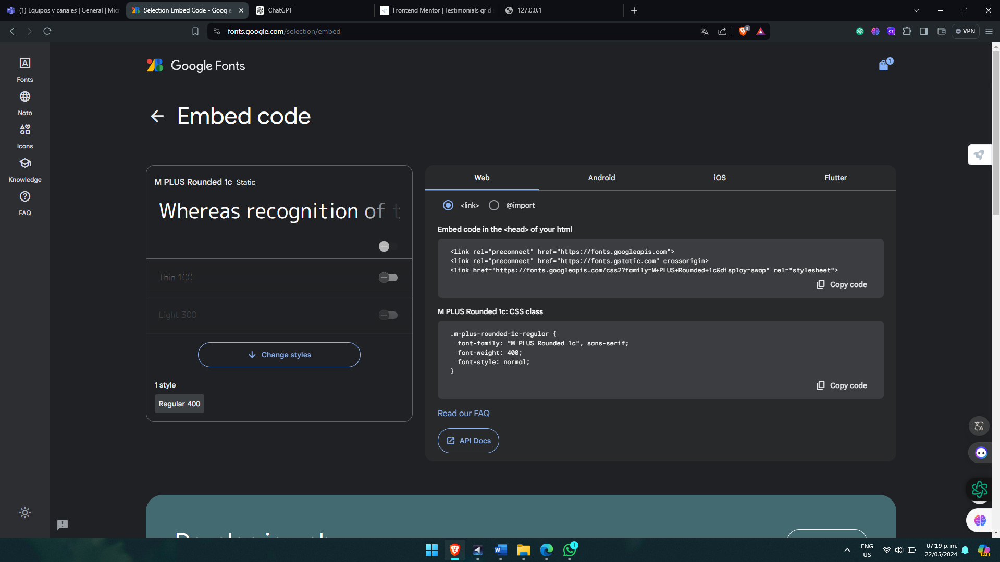 (1) Equipos y canales | General | Micr
Selection Embed Code - Google
ChatGPT
Frontend Mentor | Testimonials grid
127.0.0.1
fonts.google.com/selection/embed
3
VPN
Fonts
Noto
Icons
Knowledge
FAQ
Google Fonts
1
Embed code
M PLUS Rounded 1c Static
Whereas recognition of t
Thin 100
Light 300
Change styles
1 style
Regular 400
Web
Android
iOS
Flutter
<link>
@import
Embed code in the <head> of your html
<link rel="preconnect" href="https://fonts.googleapis.com">
<link rel="preconnect" href="https://fonts.gstatic.com" crossorigin>
<link href="https://fonts.googleapis.com/css2?family=M+PLUS+Rounded+1c&display=swap" rel="stylesheet">
Copy code
M PLUS Rounded 1c: CSS class
.m-plus-rounded-1c-regular {
font-family: "M PLUS Rounded 1c", sans-serif;
font-weight: 400;
font-style: normal;
}
Copy code
Read our FAQ
API Docs
1
ENG
US
07:19 p. m.
22/05/2024
PRE